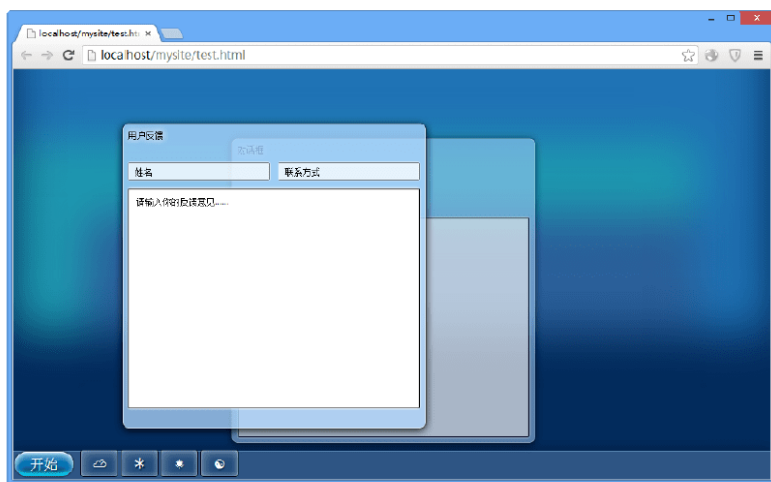 localhost/mysite/test.ht
localhost/mysite/test.html
用户反馈
对话框
姓名
联系方式
请输入你的反馈意见……
开始